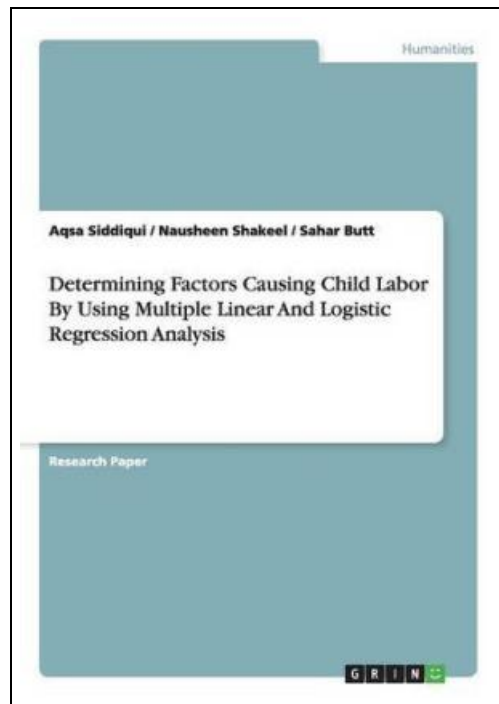 Humanities
Aqsa Siddiqui / Nausheen Shakeel / Sahar Butt
Determining Factors Causing Child Labor
By Using Multiple Linear And Logistic
Regression Analysis
Research Paper
GRIN